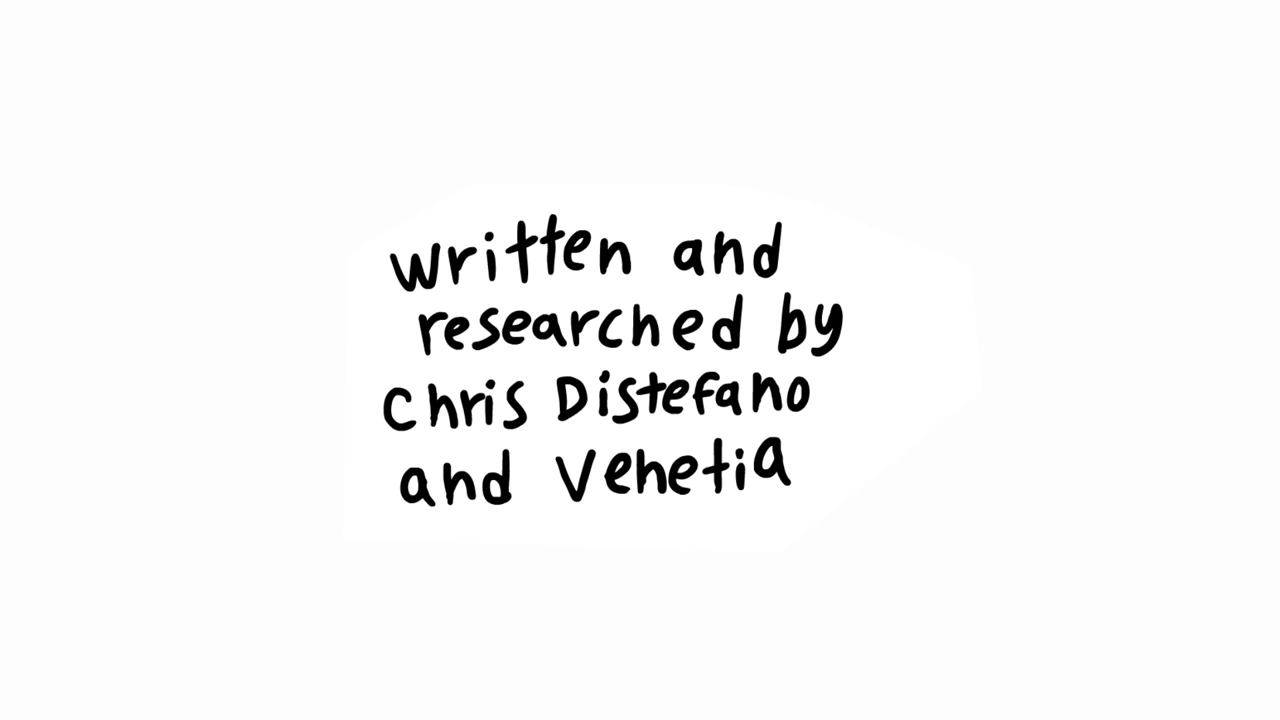 written and
researched by
Chris Distefano
and Venetia